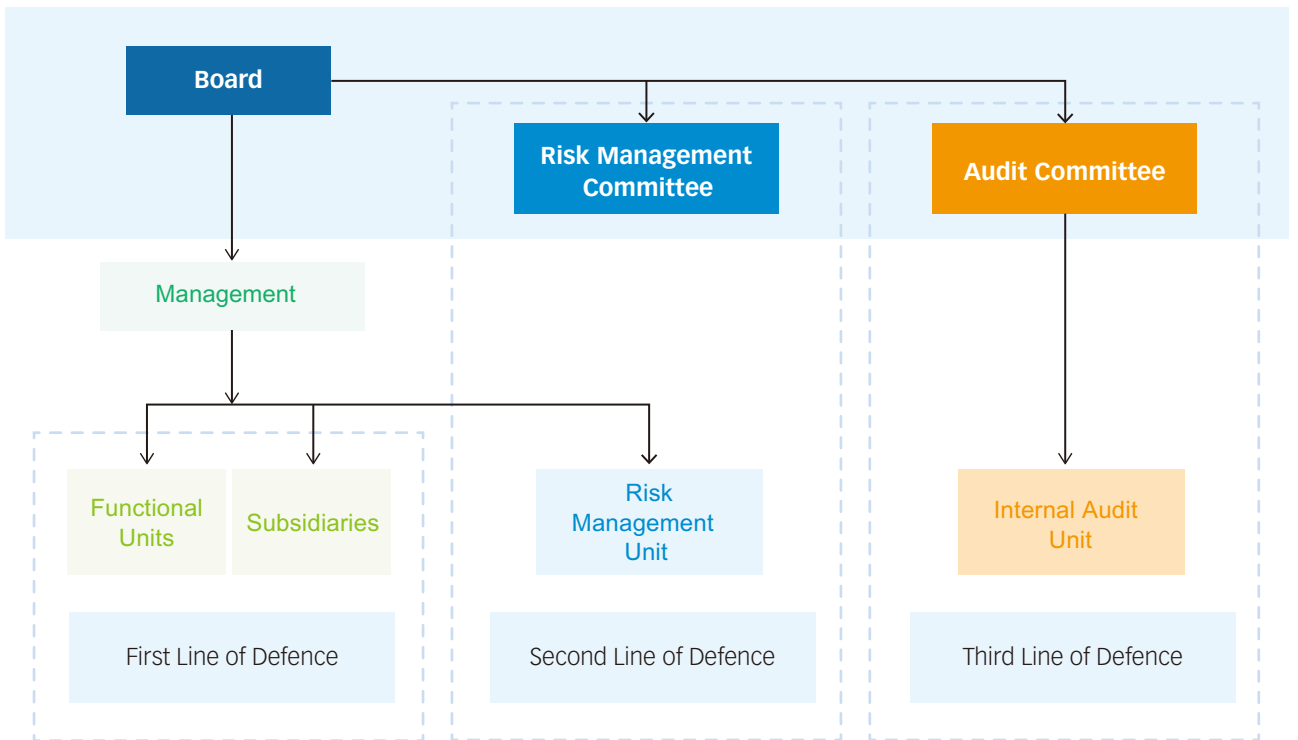 Board
Risk Management
Committee
Audit Committee
Management
Functional
Units
Subsidiaries
Risk
Management
Unit
Internal Audit
Unit
First Line of Defence
Second Line of Defence
Third Line of Defence